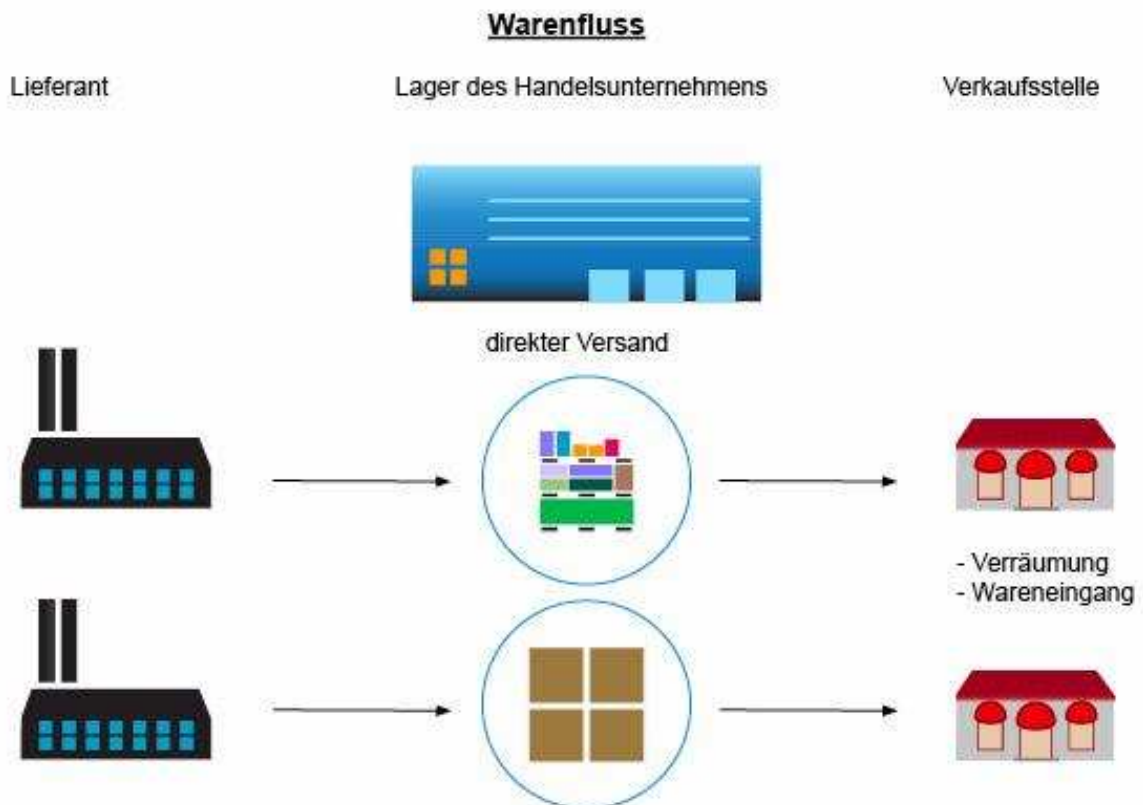 Warenfluss
Lieferant
Lager des Handelsunternehmens
Verkaufsstelle
direkter Versand
- Verräumung
- Wareneingang